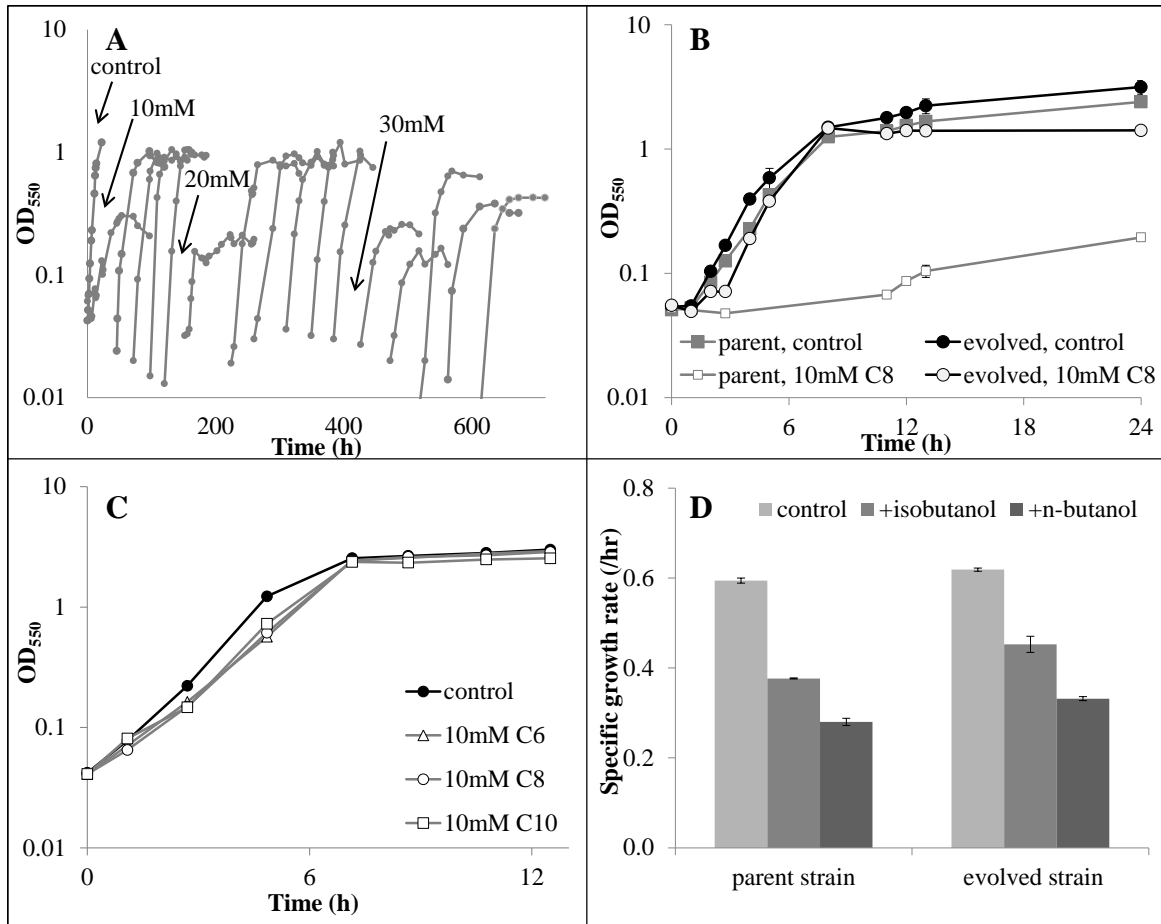 A
control
10mM
20mM
30mM
10
1
0.1
0.01
OD550
0
200
400
600
Time (h)
B
10
1
0.1
0.01
OD550
parent, control
evolved, control
parent, 10mM C8
evolved, 10mM C8
0
6
12
18
24
Time (h)
C
10
1
0.1
0.01
OD550
control
10mM C6
10mM C8
10mM C10
0
6
12
Time (h)
D
control
+isobutanol
+n-butanol
0.8
0.6
0.4
0.2
0.0
Specific growth rate (/hr)
parent strain
evolved strain